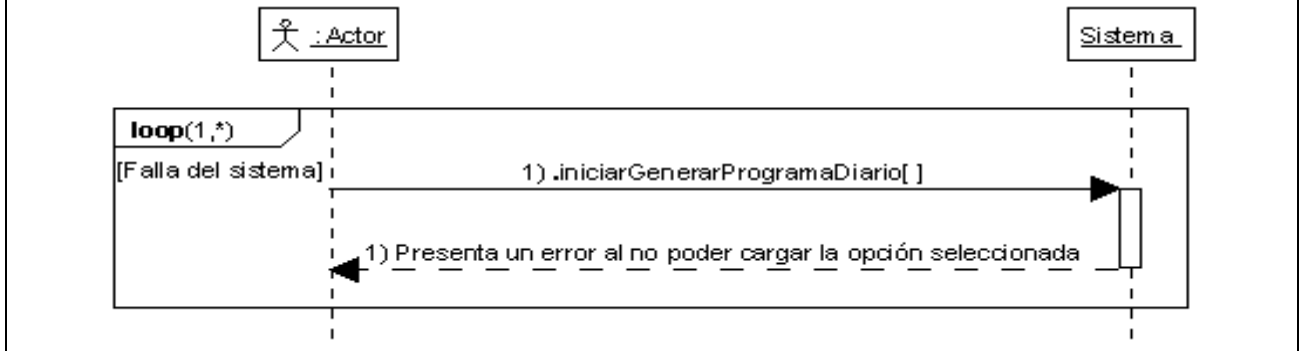 : Actor
Sistema
loop(1,*)
[Falla del sistema]
1) .iniciarGenerarProgramaDiario[ ]
1) Presenta un error al no poder cargar la opción seleccionada